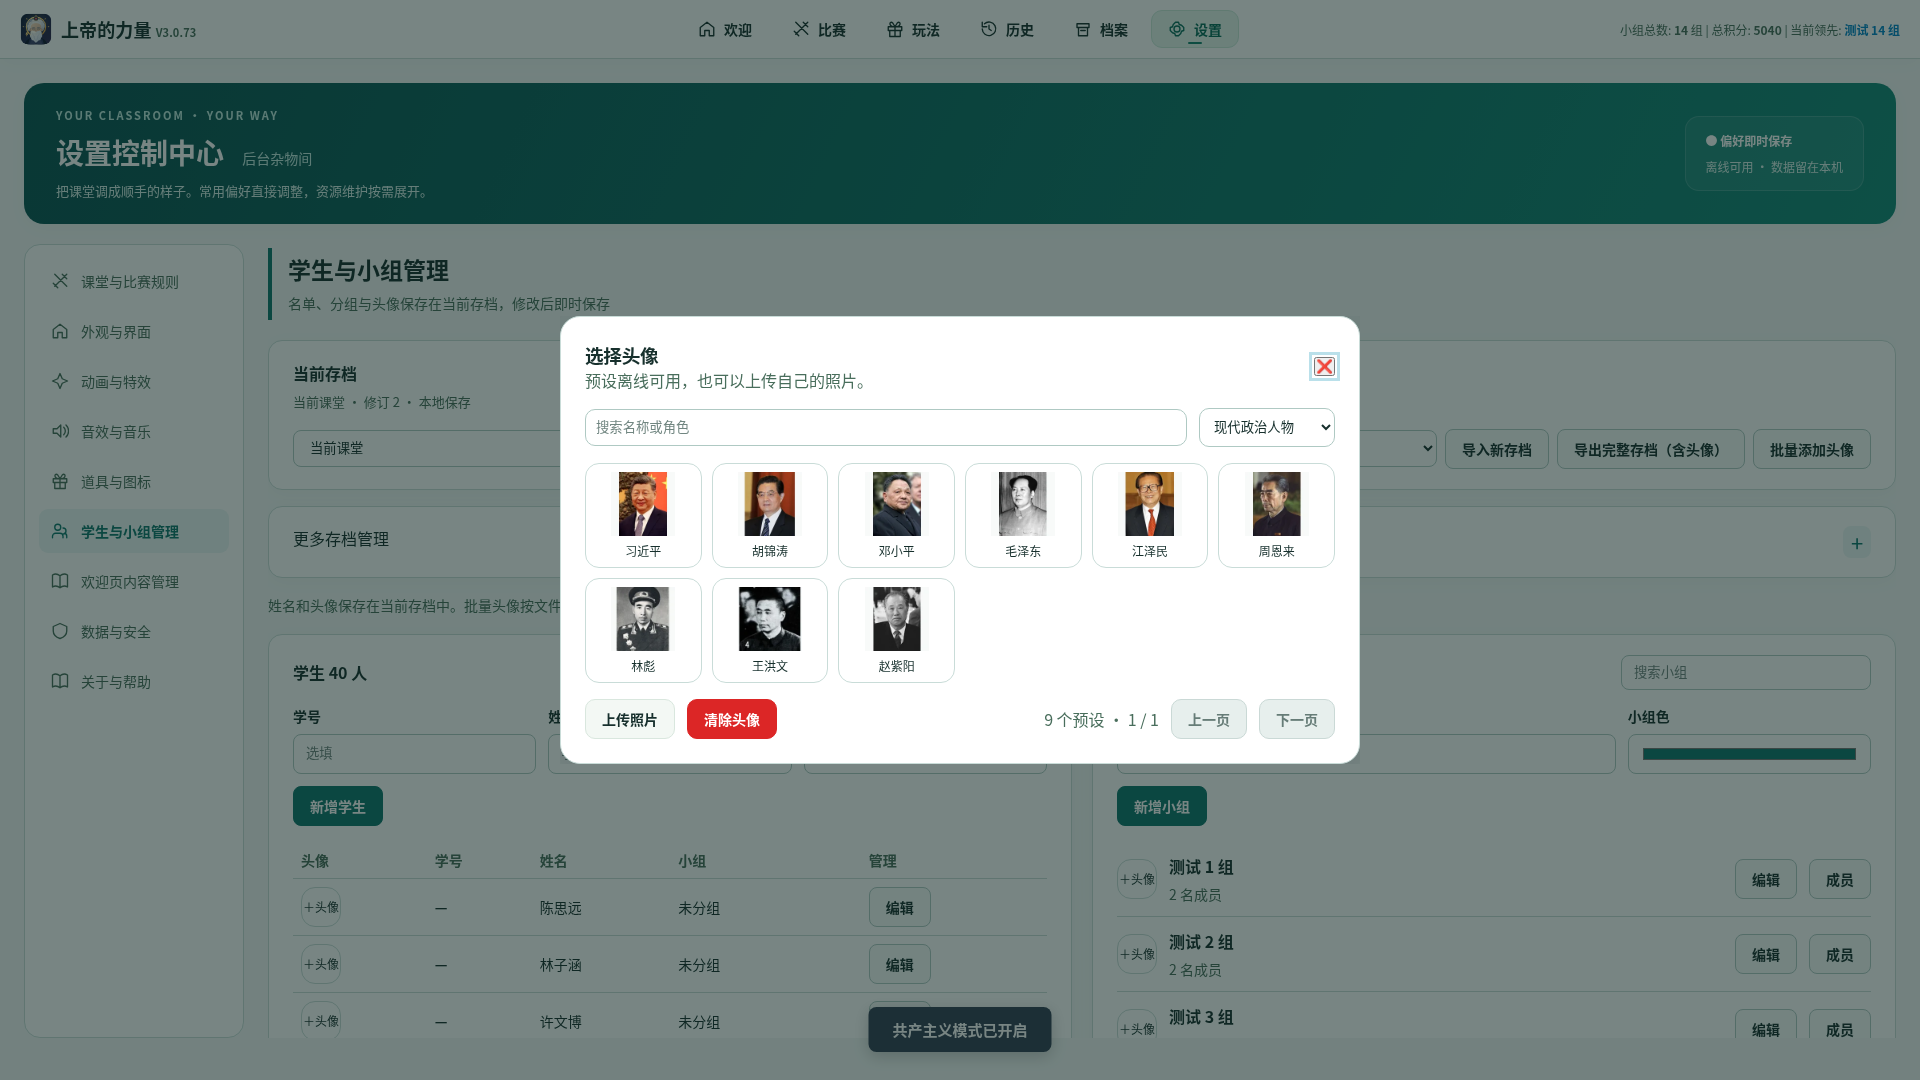 上帝的力量 V3.0.73
欢迎
比赛
玩法
历史
档案
设置
小组总数: 14 组 | 总积分: 5040 | 当前领先: 测试 14 组
YOUR CLASSROOM · YOUR WAY
设置控制中心 后台杂物间
把课堂调成顺手的样子。常用偏好直接调整，资源维护按需展开。
偏好即时保存
离线可用 · 数据留在本机
课堂与比赛规则
外观与界面
动画与特效
音效与音乐
道具与图标
学生与小组管理
欢迎页内容管理
数据与安全
关于与帮助
学生与小组管理
名单、分组与头像保存在当前存档，修改后即时保存
当前存档
当前课堂 · 修订 2 · 本地保存
当前课堂
导入新存档
导出完整存档（含头像）
批量添加头像
更多存档管理
+
姓名和头像保存在当前存档中。批量头像按文件
选择头像
预设离线可用，也可以上传自己的照片。
搜索名称或角色
现代政治人物
习近平
胡锦涛
邓小平
毛泽东
江泽民
周恩来
林彪
王洪文
赵紫阳
上传照片
清除头像
9 个预设 · 1 / 1
上一页
下一页
学生 40 人
学号
选填
新增学生
头像 学号 姓名 小组 管理
+头像 — 陈思远 未分组 编辑
+头像 — 林子涵 未分组 编辑
+头像 — 许文博 未分组
搜索小组
小组色
新增小组
+头像
测试 1 组
2 名成员
编辑
成员
+头像
测试 2 组
2 名成员
编辑
成员
+头像
测试 3 组
编辑
成员
共产主义模式已开启